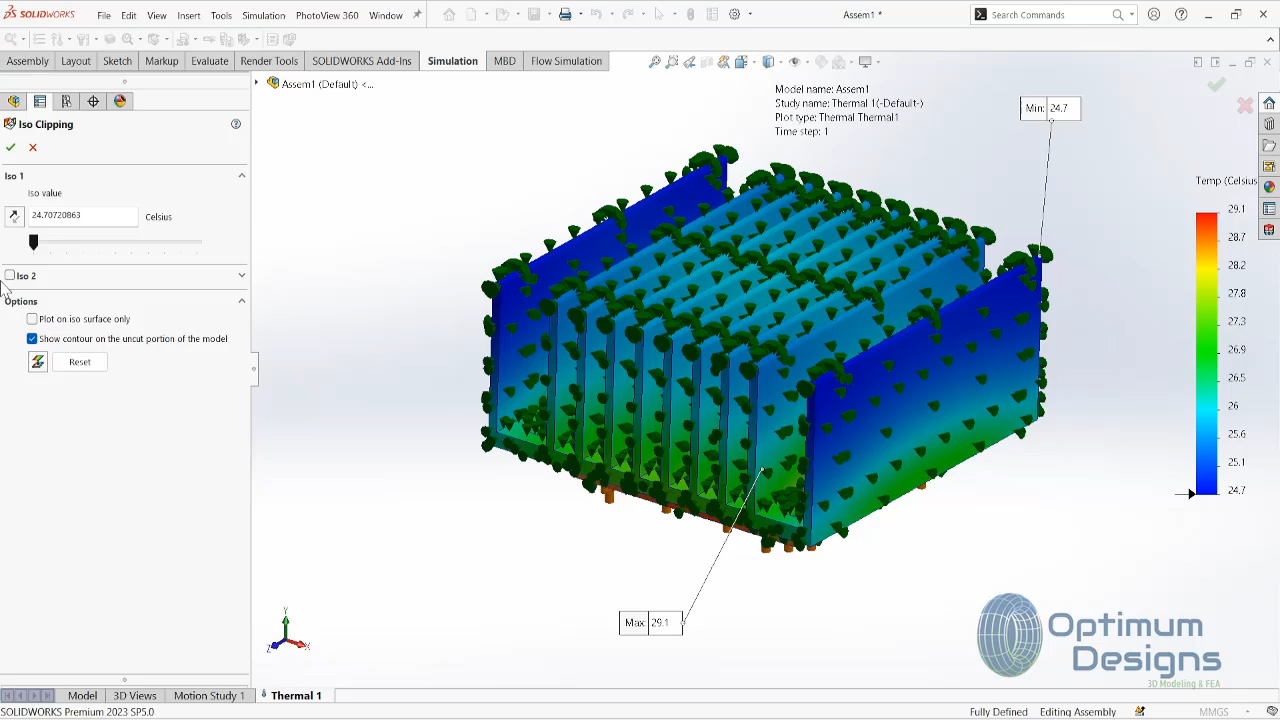 SOLIDWORKS File Edit View Insert Tools Simulation PhotoView 360 Window Assem1 * Search Commands
Assembly Layout Sketch Markup Evaluate Render Tools SOLIDWORKS Add-Ins Simulation MBD Flow Simulation
Assem1 (Default) <...
Iso Clipping
Iso 1
Iso value
24.70720863 Celsius
Iso 2
Options
Plot on iso surface only
Show contour on the uncut portion of the model
Reset
Model name: Assem1
Study name: Thermal 1(-Default-)
Plot type: Thermal Thermal1
Time step: 1
Min: 24.7
Max: 29.1
Temp (Celsius
29.1
28.7
28.2
27.8
27.3
26.9
26.5
26
25.6
25.1
24.7
Y
X
Z
Optimum
Designs
3D Modeling & FEA
Model 3D Views Motion Study 1 Thermal 1
SOLIDWORKS Premium 2023 SP5.0 Fully Defined Editing Assembly MMGS